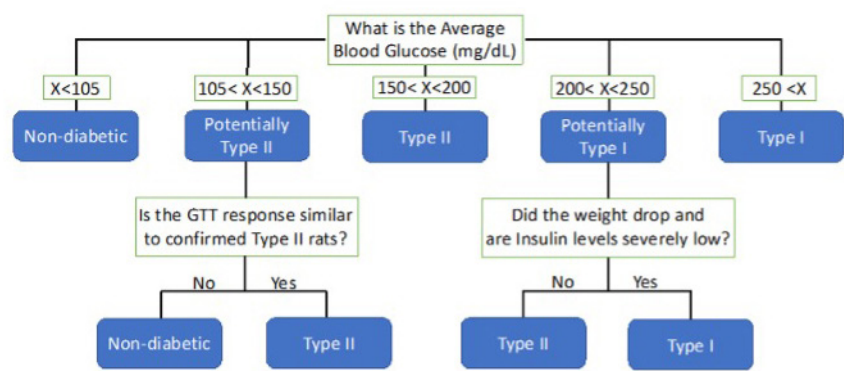 What is the Average
Blood Glucose (mg/dL)
X<105
105< X<150
150< X<200
200< X<250
250 <X
Non-diabetic
Potentially
Type II
Type II
Potentially
Type I
Type I
Is the GTT response similar
to confirmed Type II rats?
Did the weight drop and
are Insulin levels severely low?
No
Yes
No
Yes
Non-diabetic
Type II
Type II
Type I